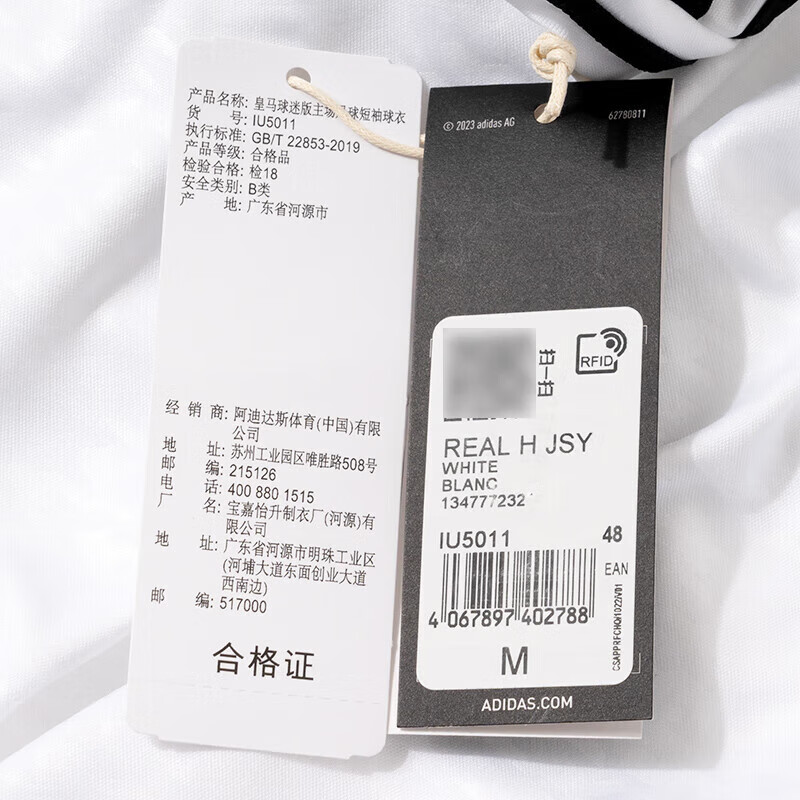 产品名称: 皇马球迷版主场足球短袖球衣
货 号: IU5011
执行标准: GB/T 22853-2019
产品等级: 合格品
检验合格: 检18
安全类别: B类
产 地: 广东省河源市
经 销 商: 阿迪达斯体育(中国)有限
公司
地 址: 苏州工业园区唯胜路508号
邮 编: 215126
电 话: 400 880 1515
厂 名: 宝嘉怡升制衣厂(河源)有
限公司
地 址: 广东省河源市明珠工业区
(河埔大道东面创业大道
西南边)
邮 编: 517000
合格证
© 2023 adidas AG
62780811
扫一扫
RFID
REAL H JSY
WHITE
BLANC
134777232
IU5011
48
EAN
4 067897 402788
M
ADIDAS.COM